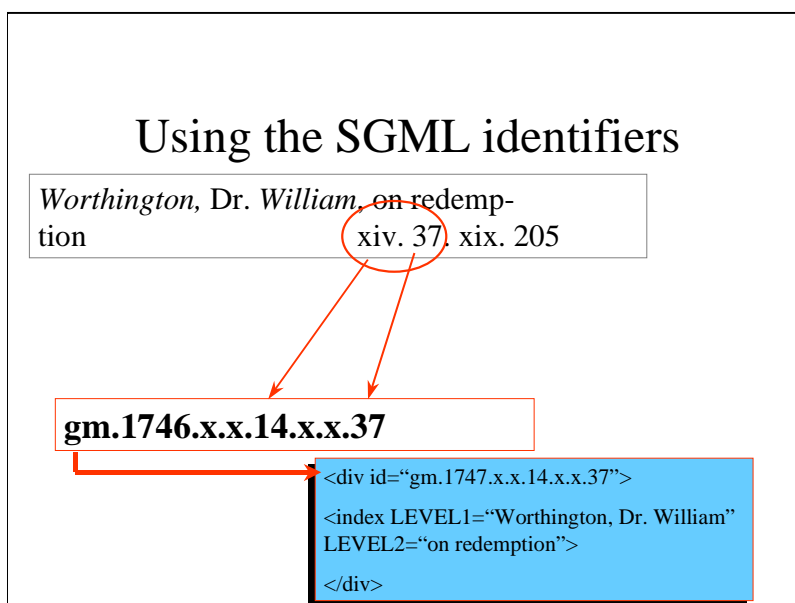 Using the SGML identifiers
Worthington, Dr. William, on redemp-
tion xiv. 37. xix. 205
gm.1746.x.x.14.x.x.37
<div id=“gm.1747.x.x.14.x.x.37”>
<index LEVEL1=“Worthington, Dr. William”
LEVEL2=“on redemption”>
</div>